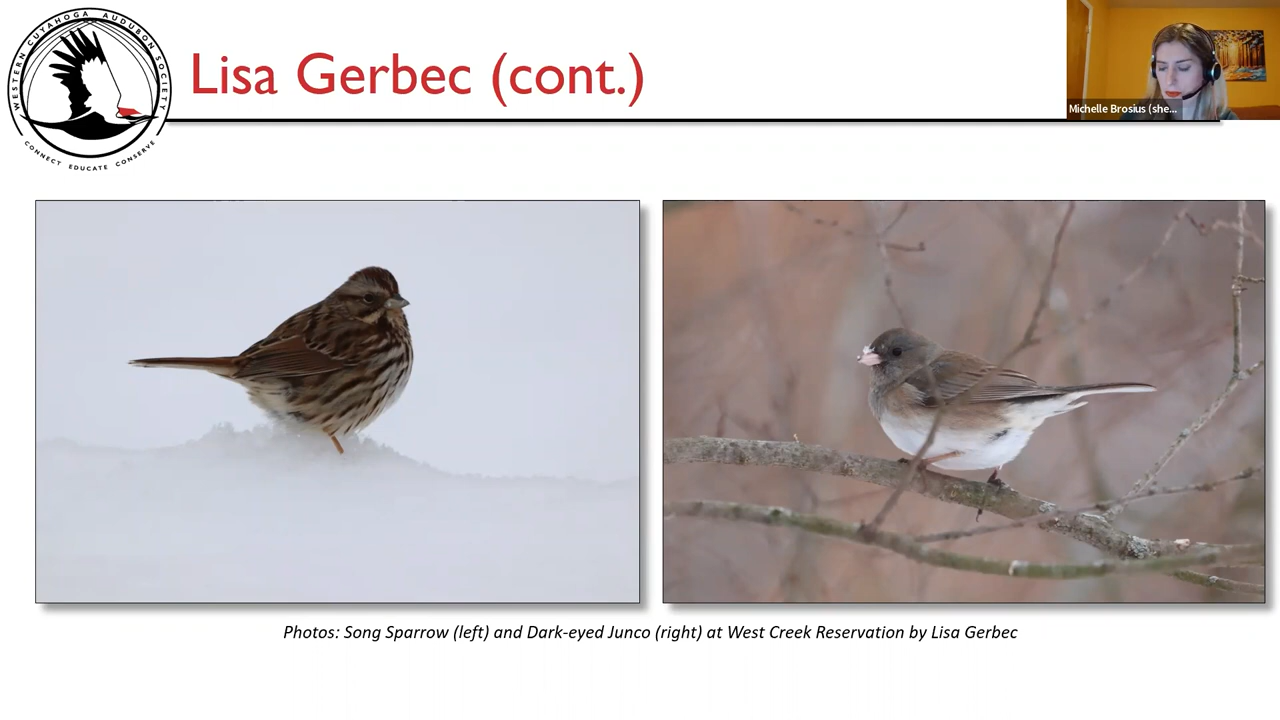 WESTERN CUYAHOGA AUDUBON SOCIETY
CONNECT EDUCATE CONSERVE
Lisa Gerbec (cont.)
Michelle Brosius (she...
Photos: Song Sparrow (left) and Dark-eyed Junco (right) at West Creek Reservation by Lisa Gerbec